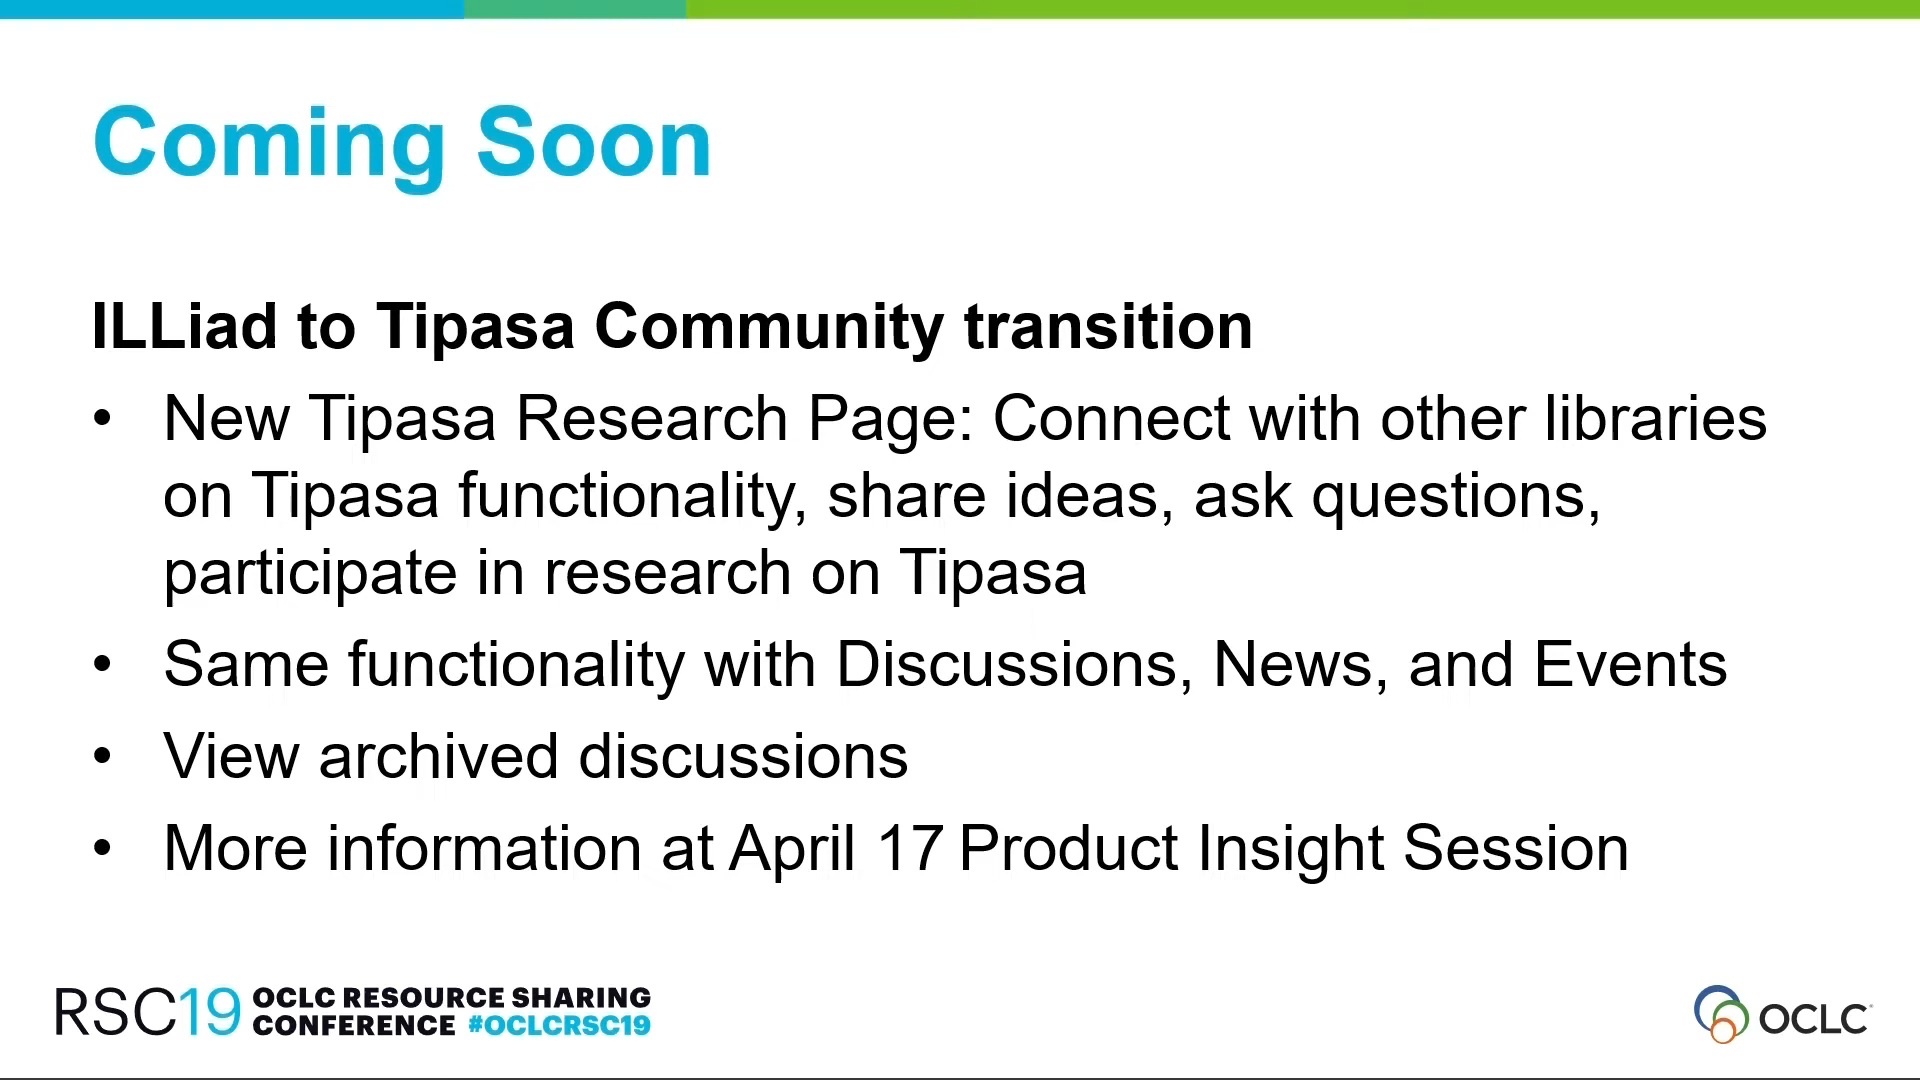 Coming Soon
ILLiad to Tipasa Community transition
• New Tipasa Research Page: Connect with other libraries
on Tipasa functionality, share ideas, ask questions,
participate in research on Tipasa
• Same functionality with Discussions, News, and Events
• View archived discussions
• More information at April 17 Product Insight Session
RSC19 OCLC RESOURCE SHARING
CONFERENCE #OCLCRSC19
OCLC